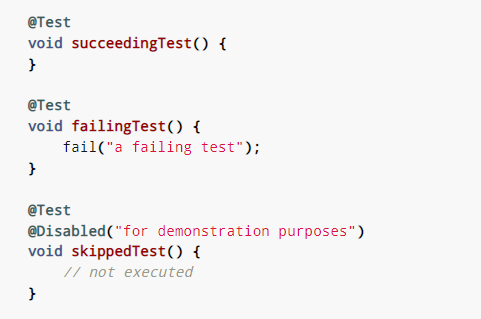 @Test
void succeedingTest() {
}
@Test
void failingTest() {
fail("a failing test");
}
@Test
@Disabled("for demonstration purposes")
void skippedTest() {
// not executed
}